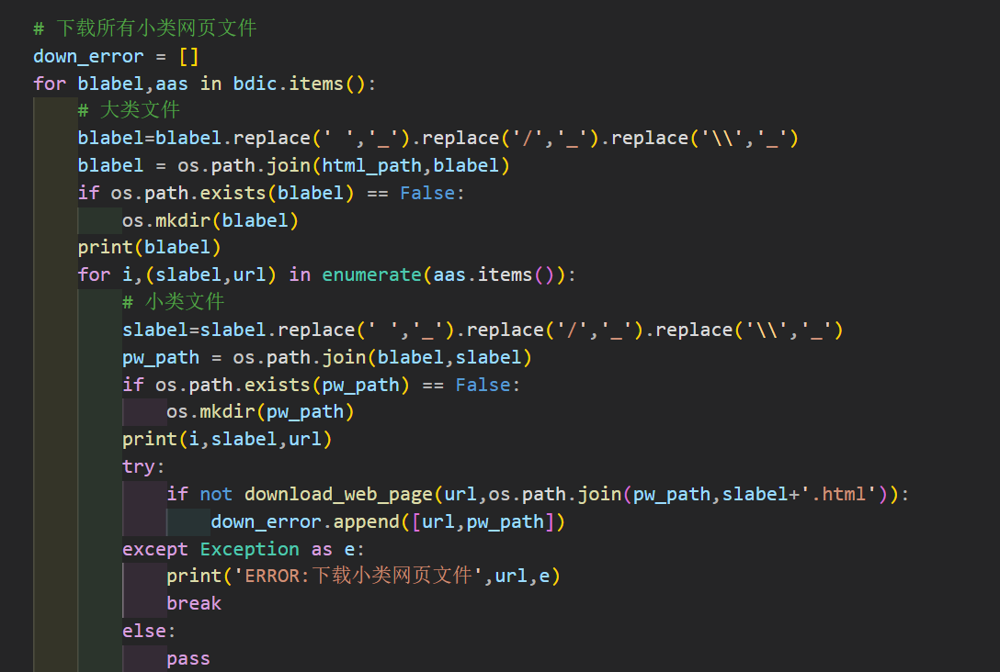 # 下载所有小类网页文件
down_error = []
for blabel,aas in bdic.items():
    # 大类文件
    blabel=blabel.replace(' ','_').replace('/','_').replace('\\','_')
    blabel = os.path.join(html_path,blabel)
    if os.path.exists(blabel) == False:
        os.mkdir(blabel)
    print(blabel)
    for i,(slabel,url) in enumerate(aas.items()):
        # 小类文件
        slabel=slabel.replace(' ','_').replace('/','_').replace('\\','_')
        pw_path = os.path.join(blabel,slabel)
        if os.path.exists(pw_path) == False:
            os.mkdir(pw_path)
        print(i,slabel,url)
        try:
            if not download_web_page(url,os.path.join(pw_path,slabel+'.html')):
                down_error.append([url,pw_path])
        except Exception as e:
            print('ERROR:下载小类网页文件',url,e)
            break
        else:
            pass